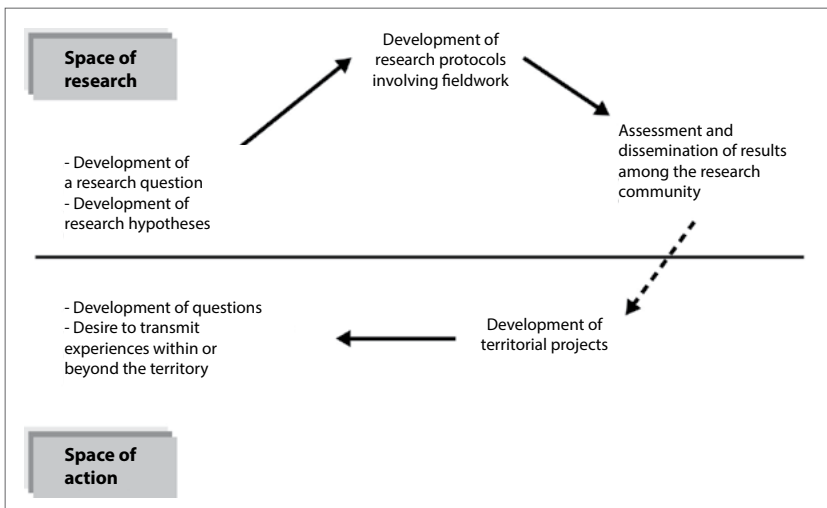 Space of
research
Development of
research protocols
involving fieldwork
Assessment and
dissemination of results
among the research
community
- Development of
a research question
- Development of
research hypotheses
- Development of questions
- Desire to transmit
experiences within or
beyond the territory
Development of
territorial projects
Space of
action